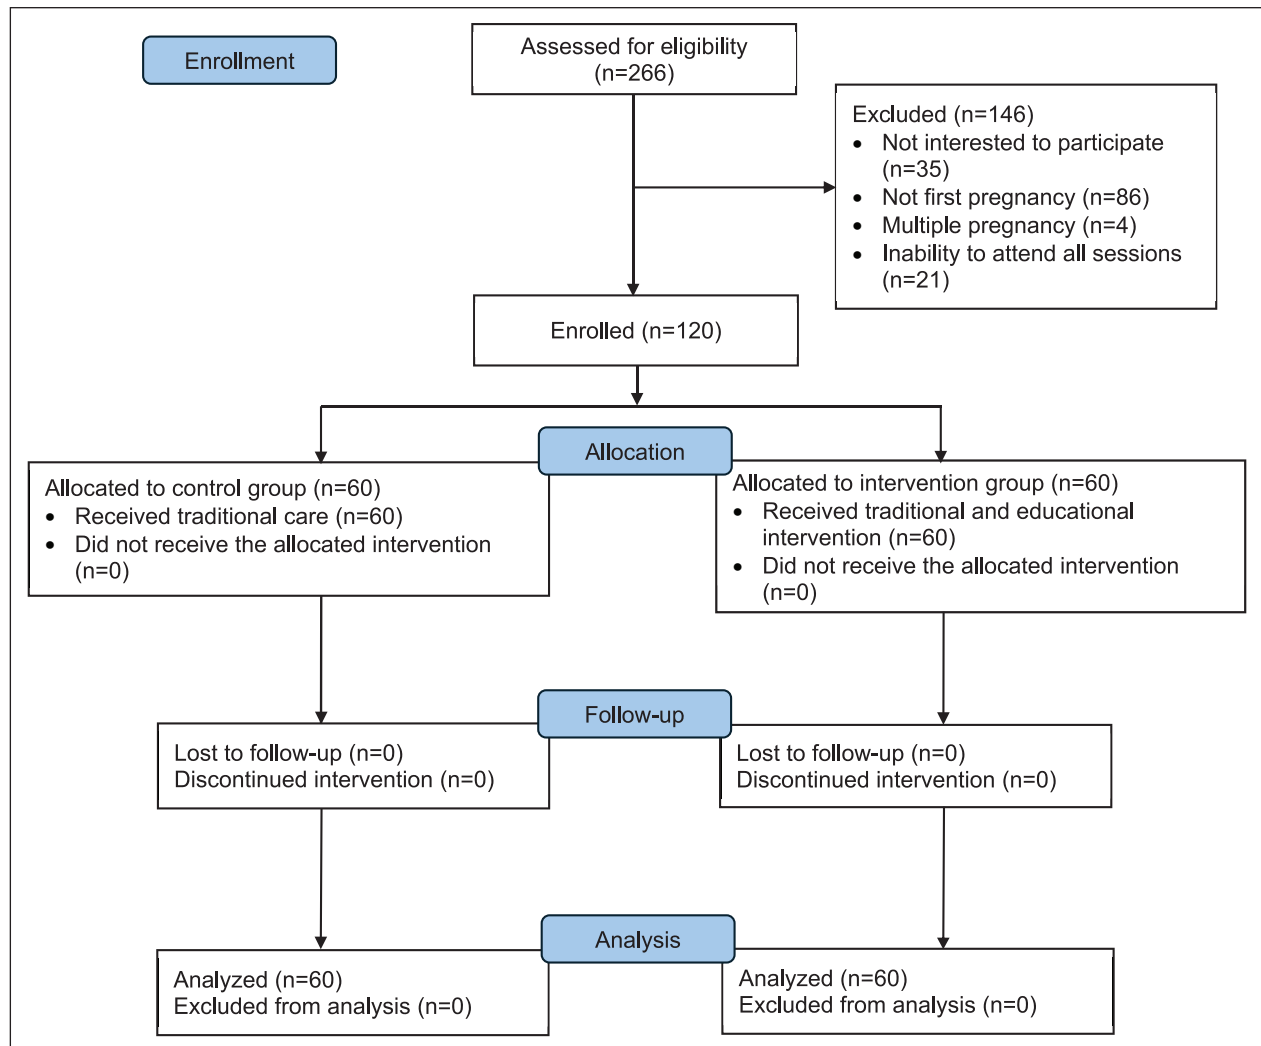 Enrollment
Assessed for eligibility
(n=266)
Excluded (n=146)
• Not interested to participate
(n=35)
• Not first pregnancy (n=86)
• Multiple pregnancy (n=4)
• Inability to attend all sessions
(n=21)
Enrolled (n=120)
Allocation
Allocated to control group (n=60)
• Received traditional care (n=60)
• Did not receive the allocated intervention
(n=0)
Allocated to intervention group (n=60)
• Received traditional and educational
intervention (n=60)
• Did not receive the allocated intervention
(n=0)
Follow-up
Lost to follow-up (n=0)
Discontinued intervention (n=0)
Lost to follow-up (n=0)
Discontinued intervention (n=0)
Analysis
Analyzed (n=60)
Excluded from analysis (n=0)
Analyzed (n=60)
Excluded from analysis (n=0)